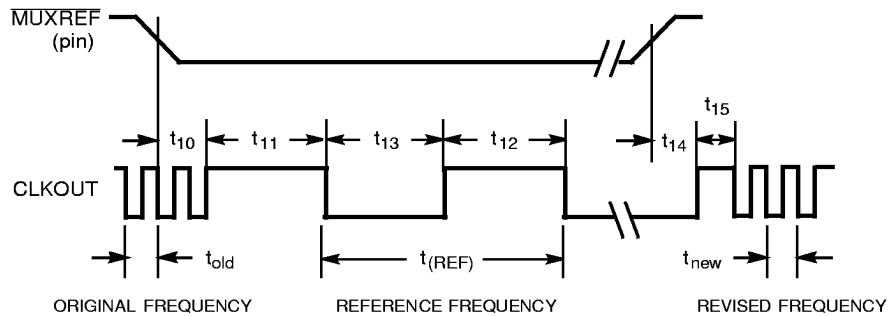 MUXREF
(pin)
t15
t10 t11 t13 t12 t14
CLKOUT
told t(REF) tnew
ORIGINAL FREQUENCY REFERENCE FREQUENCY REVISED FREQUENCY